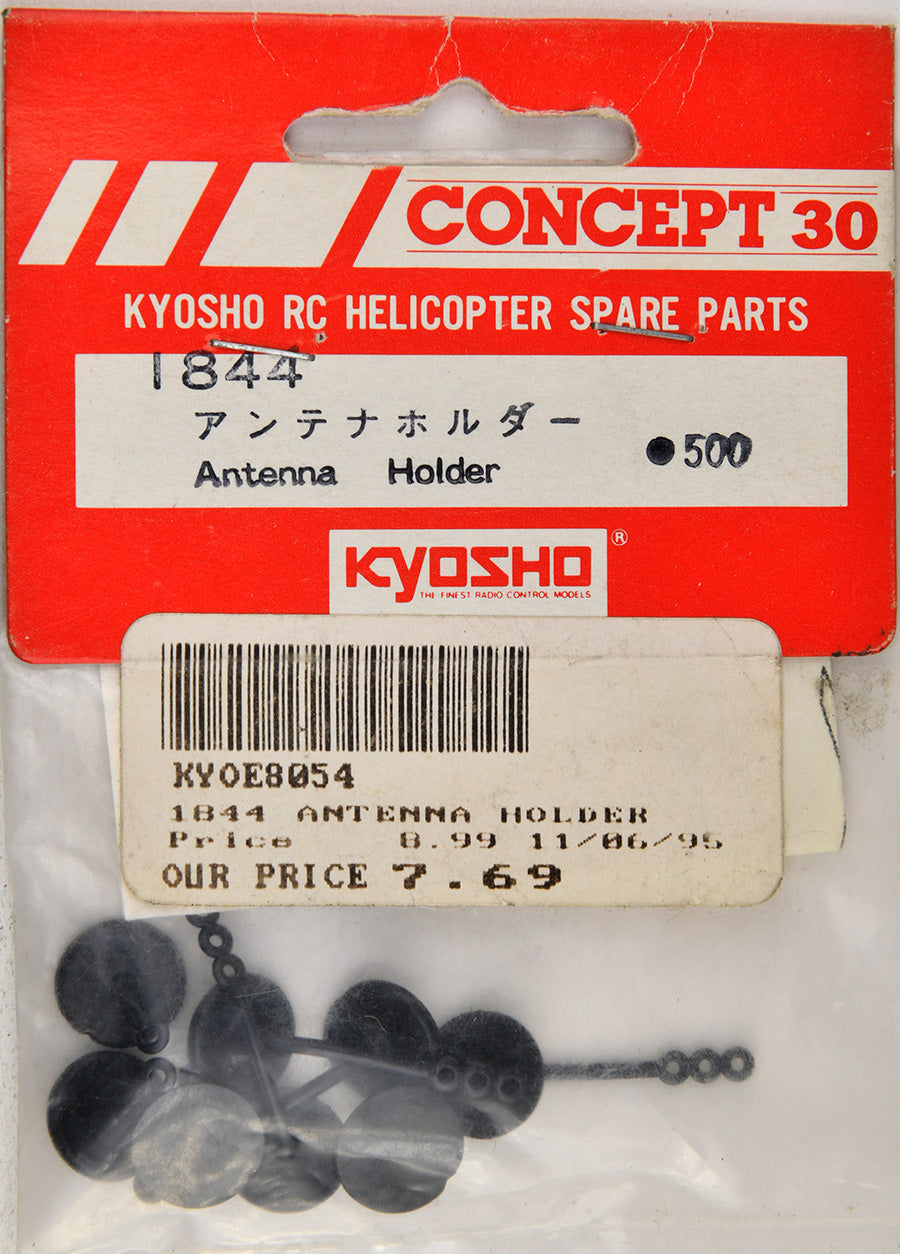 CONCEPT 30
KYOSHO RC HELICOPTER SPARE PARTS
1844
アンテナホルダー
Antenna Holder
●500
KYOSHO®
THE FINEST RADIO CONTROL MODELS
KYOE8054
1844 ANTENNA HOLDER
Price 8.99 11/06/95
OUR PRICE 7.69